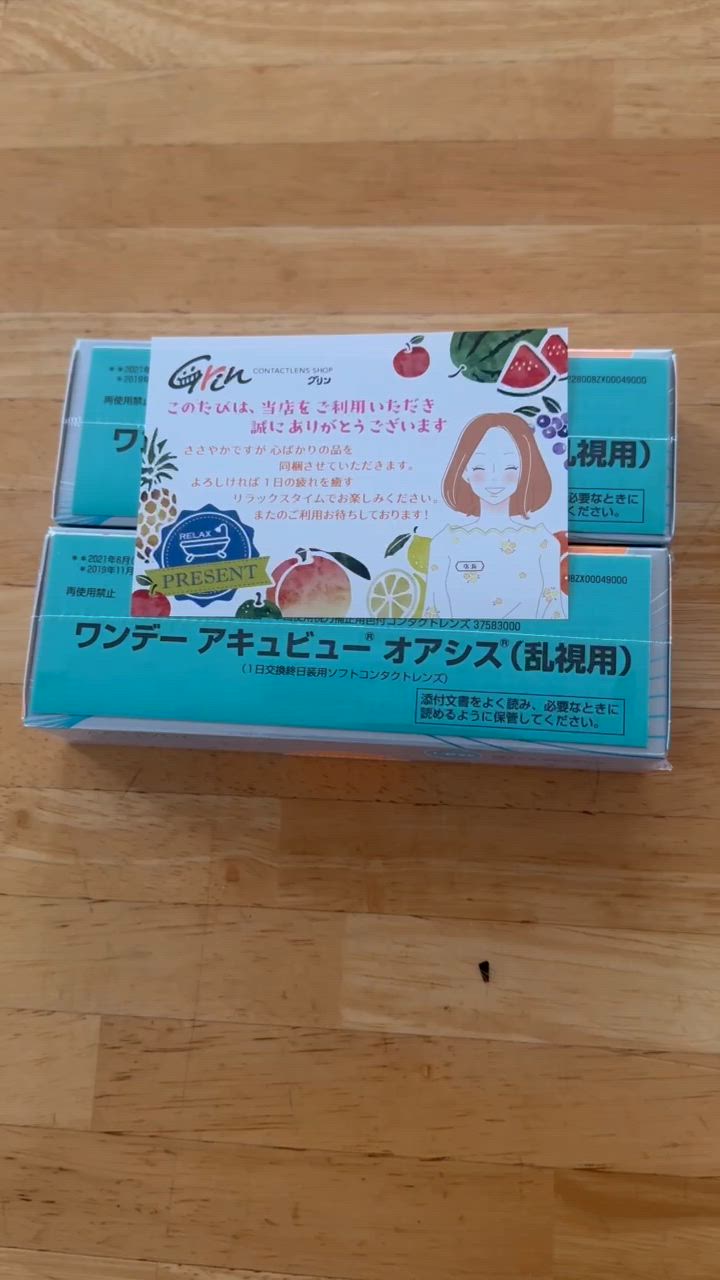 **2021
*2019
再使用禁止
28008ZX00049000
ワ
乱視用)
必要なときに
ください。
Grin CONTACTLENS SHOP
グリン
このたびは、当店をご利用いただき
誠にありがとうございます
ささやかですが 心ばかりの品を
同梱させていただきます。
よろしければ 1日の疲れを癒す
リラックスタイムでお楽しみください。
またのご利用お待ちしております!
RELAX
PRESENT
店長
**2021年6月
*2019年11月
8ZX00049000
再使用禁止
コンタクトレンズ 37583000
ワンデー アキュビュー® オアシス®(乱視用)
(1日交換終日装用ソフトコンタクトレンズ)
添付文書をよく読み、必要なときに
読めるように保管してください。